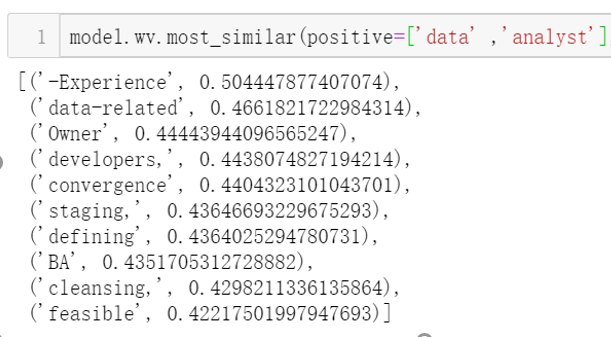 1 model.wv.most_similar(positive=['data' ,'analyst']
[('-Experience', 0.504447877407074),
('data-related', 0.4661821722984314),
('Owner', 0.44443944096565247),
('developers,', 0.4438074827194214),
('convergence', 0.4404323101043701),
('staging,', 0.43646693229675293),
('defining', 0.4364025294780731),
('BA', 0.4351705312728882),
('cleansing,', 0.4298211336135864),
('feasible', 0.42217501997947693)]